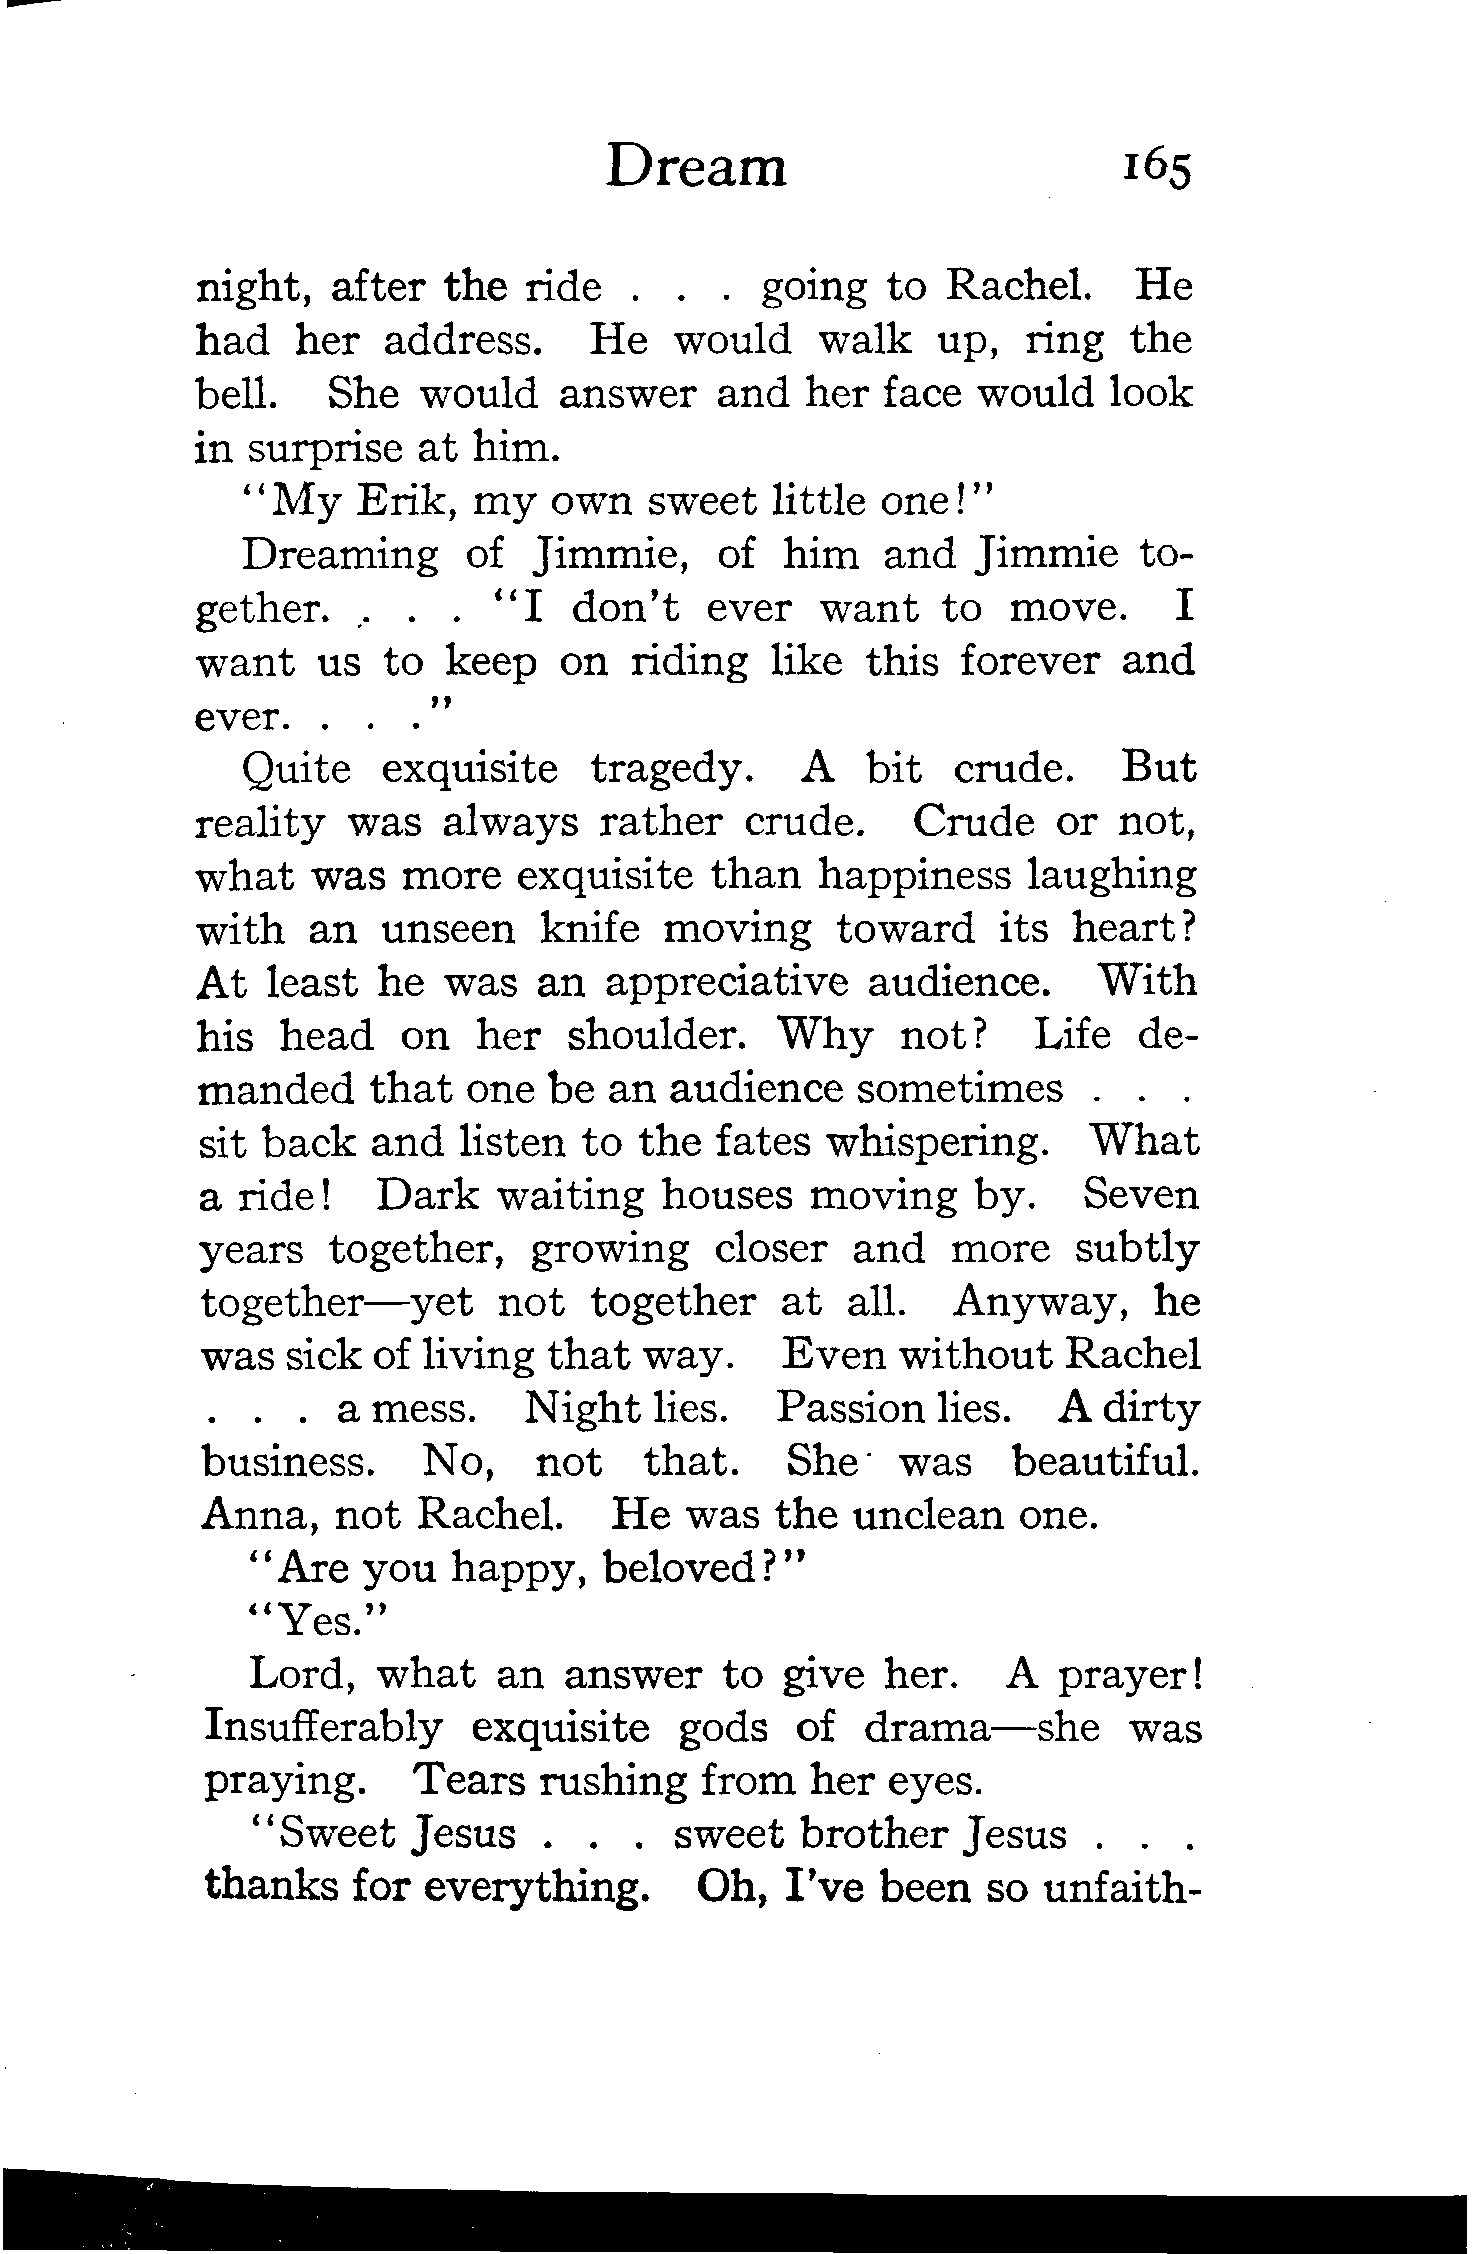 Dream 165
night, after the ride . . . going to Rachel. He
had her address. He would walk up, ring the
bell. She would answer and her face would look
in surprise at him.
"My Erik, my own sweet little one!"
Dreaming of Jimmie, of him and Jimmie to-
gether. . . . "I don't ever want to move. I
want us to keep on riding like this forever and
ever. . . ."
Quite exquisite tragedy. A bit crude. But
reality was always rather crude. Crude or not,
what was more exquisite than happiness laughing
with an unseen knife moving toward its heart?
At least he was an appreciative audience. With
his head on her shoulder. Why not? Life de-
manded that one be an audience sometimes . . .
sit back and listen to the fates whispering. What
a ride! Dark waiting houses moving by. Seven
years together, growing closer and more subtly
together—yet not together at all. Anyway, he
was sick of living that way. Even without Rachel
. . . a mess. Night lies. Passion lies. A dirty
business. No, not that. She was beautiful.
Anna, not Rachel. He was the unclean one.
"Are you happy, beloved?"
"Yes."
Lord, what an answer to give her. A prayer!
Insufferably exquisite gods of drama—she was
praying. Tears rushing from her eyes.
"Sweet Jesus . . . sweet brother Jesus . . .
thanks for everything. Oh, I've been so unfaith-